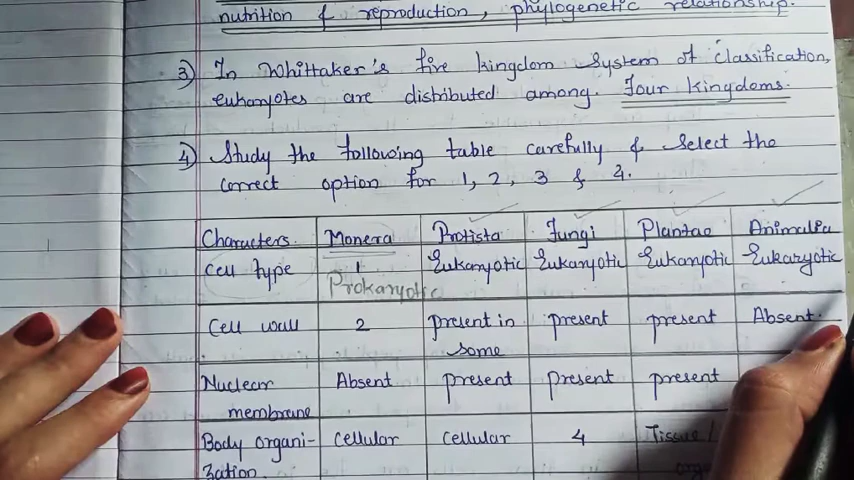 nutrition & reproduction, phylogenetic relationship.
3) In Whittaker's five kingdom System of classification,
eukaryotes are distributed among. Four kingdoms.
4) Study the following table carefully & select the
correct option for 1, 2, 3 & 4.
Characters. Monera Protista Fungi Plantae Animalia
Cell type 1 Eukaryotic Eukaryotic Eukaryotic Eukaryotic
Prokaryotic
Cell wall 2 present in present present Absent.
some
Nuclear Absent present present present
membrane
Body organi- cellular cellular 4 Tissue/
zation